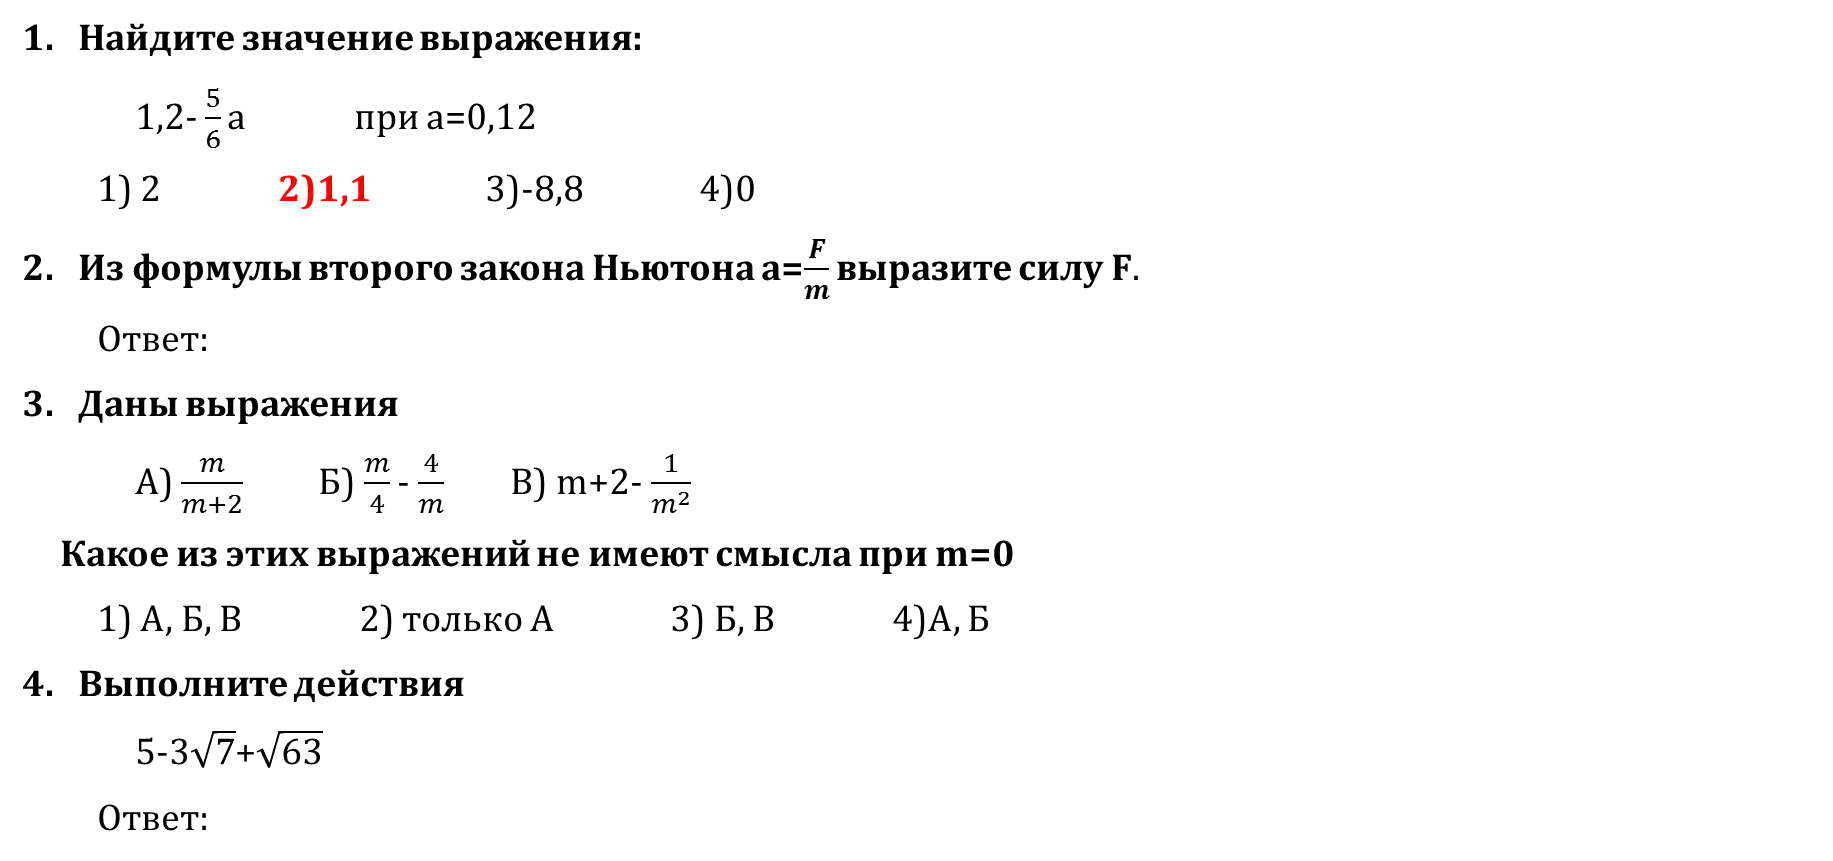 1. Найдите значение выражения:
1,2- 5/6 a при a=0,12
1) 2 2)1,1 3)-8,8 4)0
2. Из формулы второго закона Ньютона a=F/m выразите силу F.
Ответ:
3. Даны выражения
А) m/(m+2) Б) m/4 - 4/m В) m+2- 1/m²
Какое из этих выражений не имеют смысла при m=0
1) А, Б, В 2) только А 3) Б, В 4)А, Б
4. Выполните действия
5-3√7+√63
Ответ: